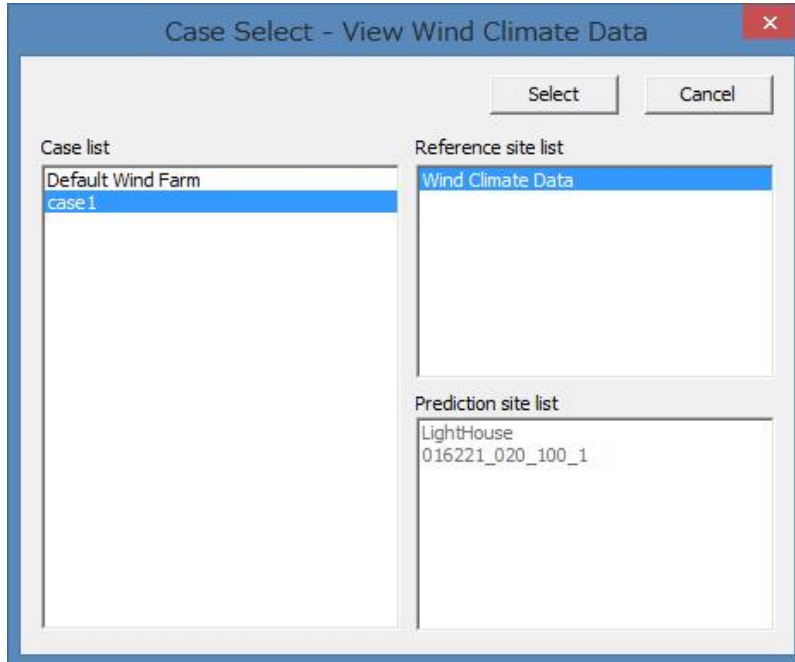 Case Select - View Wind Climate Data
Select
Cancel
Case list
Default Wind Farm
case1
Reference site list
Wind Climate Data
Prediction site list
LightHouse
016221_020_100_1